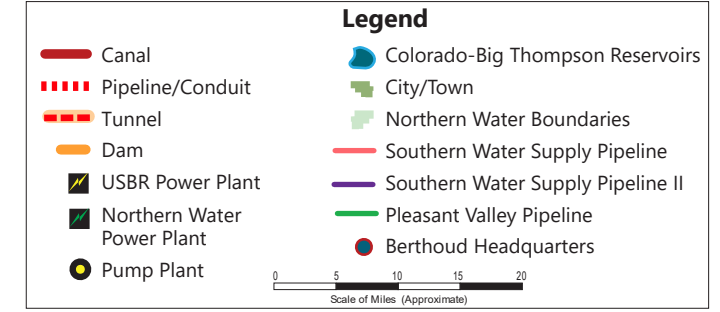 Legend
Canal
Pipeline/Conduit
Tunnel
Dam
USBR Power Plant
Northern Water
Power Plant
Pump Plant
Colorado-Big Thompson Reservoirs
City/Town
Northern Water Boundaries
Southern Water Supply Pipeline
Southern Water Supply Pipeline II
Pleasant Valley Pipeline
Berthoud Headquarters
0 5 10 15 20
Scale of Miles (Approximate)